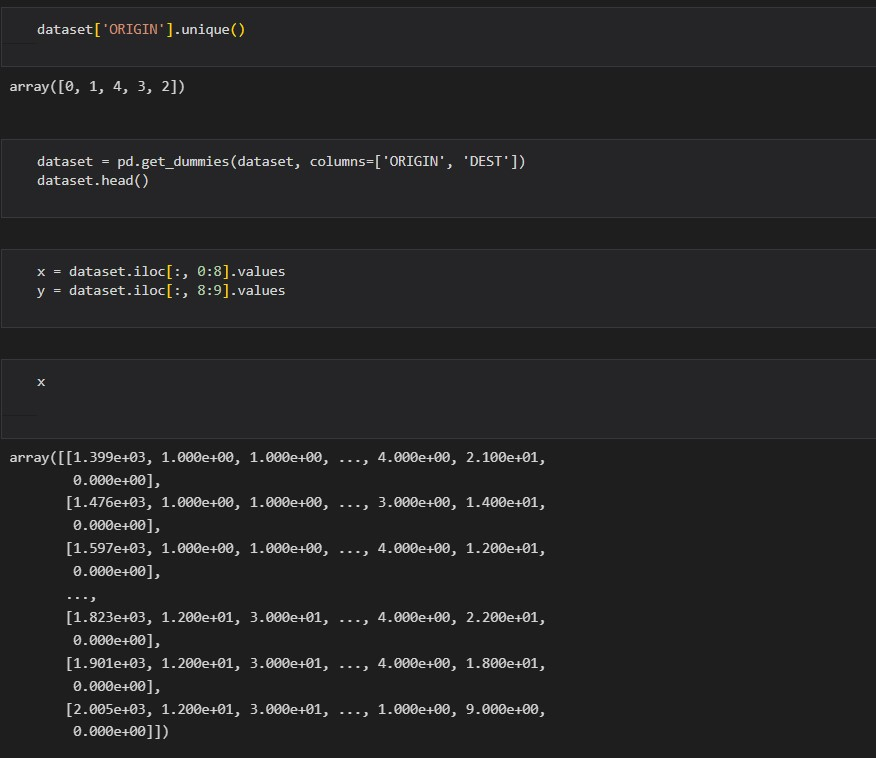 dataset['ORIGIN'].unique()
array([0, 1, 4, 3, 2])
dataset = pd.get_dummies(dataset, columns=['ORIGIN', 'DEST'])
dataset.head()
x = dataset.iloc[:, 0:8].values
y = dataset.iloc[:, 8:9].values
x
array([[1.399e+03, 1.000e+00, 1.000e+00, ..., 4.000e+00, 2.100e+01,
0.000e+00],
[1.476e+03, 1.000e+00, 1.000e+00, ..., 3.000e+00, 1.400e+01,
0.000e+00],
[1.597e+03, 1.000e+00, 1.000e+00, ..., 4.000e+00, 1.200e+01,
0.000e+00],
...,
[1.823e+03, 1.200e+01, 3.000e+01, ..., 4.000e+00, 2.200e+01,
0.000e+00],
[1.901e+03, 1.200e+01, 3.000e+01, ..., 4.000e+00, 1.800e+01,
0.000e+00],
[2.005e+03, 1.200e+01, 3.000e+01, ..., 1.000e+00, 9.000e+00,
0.000e+00]])